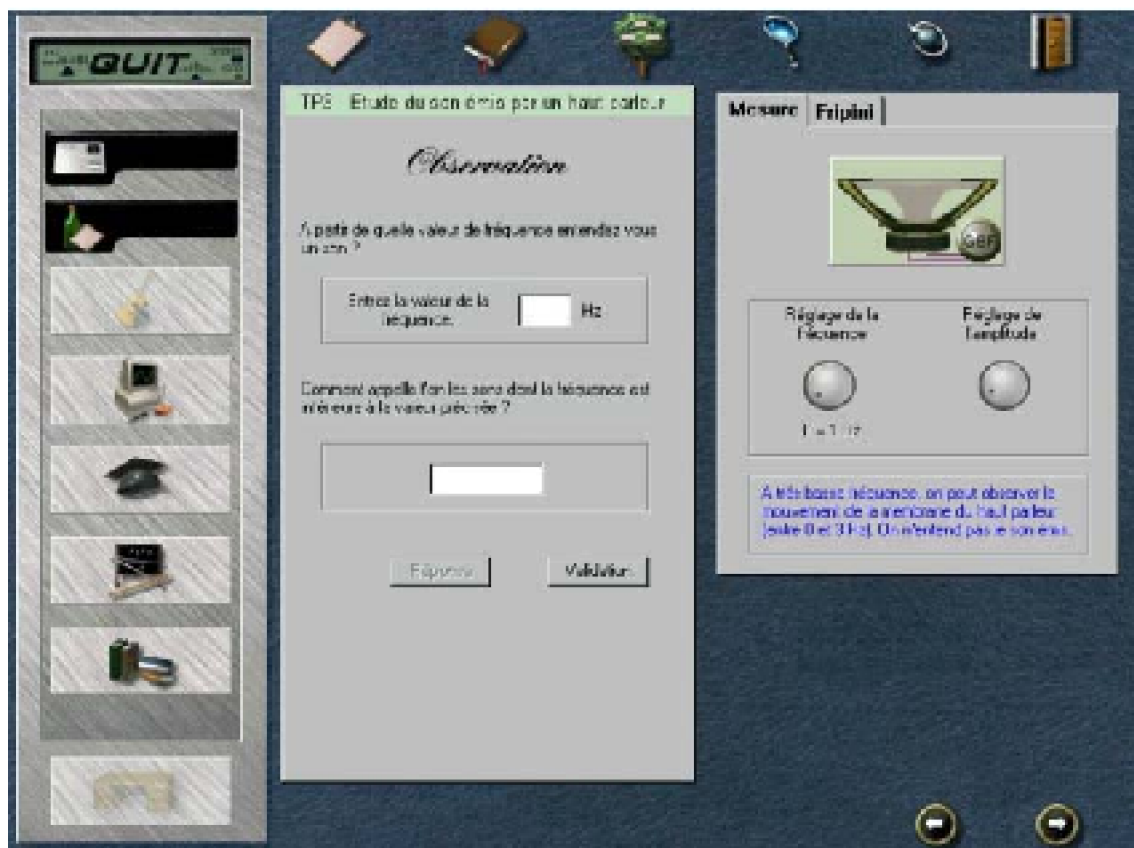 QUIT
TP3 Etude du son émis par un haut parleur
Observation
A partir de quelle valeur de fréquence entendez vous
un son ?
Entrez la valeur de la
fréquence.
Hz
Comment appelle l'on les sons dont la fréquence est
inférieure à la valeur précisée ?
Réponse
Validation
Mesure
Fripini
GBF
Réglage de la
fréquence
Réglage de
l'amplitude
A très basse fréquence, on peut observer le
mouvement de la membrane du haut parleur
(entre 0 et 3 Hz). On n'entend pas le son émis.